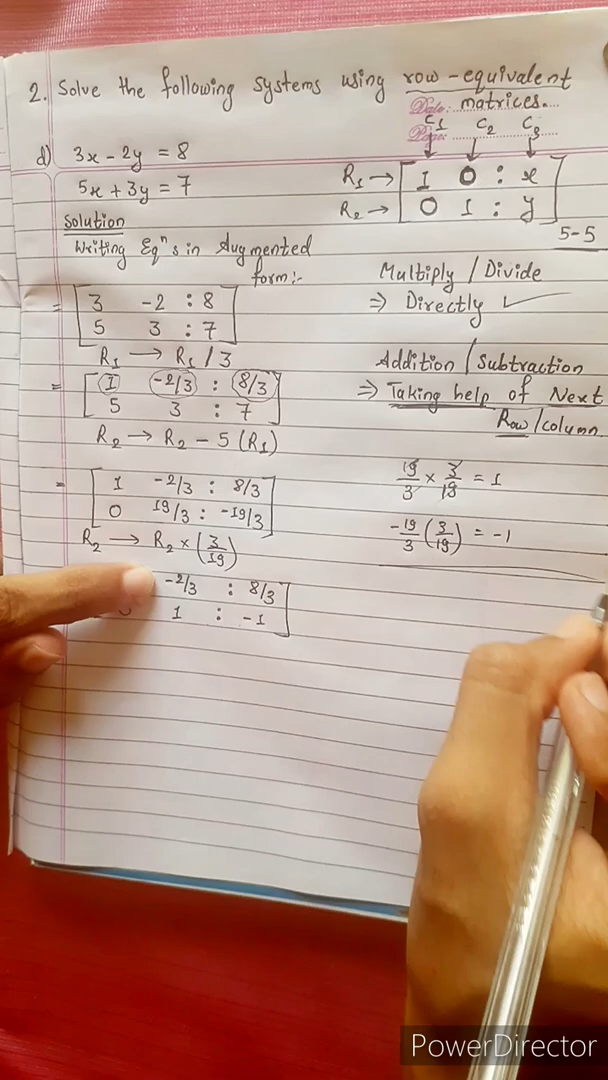 2. Solve the following systems using row-equivalent
matrices.
Date:
Page:
d) 3x - 2y = 8
5x + 3y = 7
Solution
Writing Eqⁿs in Augmented
form:-
= [ 3 -2 : 8
5 3 : 7 ]
R₁ → R₁/3
= [ 1 -2/3 : 8/3
5 3 : 7 ]
R₂ → R₂ - 5(R₁)
= [ 1 -2/3 : 8/3
0 19/3 : -19/3 ]
R₂ → R₂ × (3/19)
-2/3 : 8/3
1 : -1 ]
C1 C₂ C₃
R₁ → [ 1 0 : x
R₂ → 0 1 : y ]
5-5
Multiply / Divide
⇒ Directly ✓
Addition / Subtraction
⇒ Taking help of Next
Row/column
19/3 × 3/19 = 1
-19/3 (3/19) = -1
PowerDirector